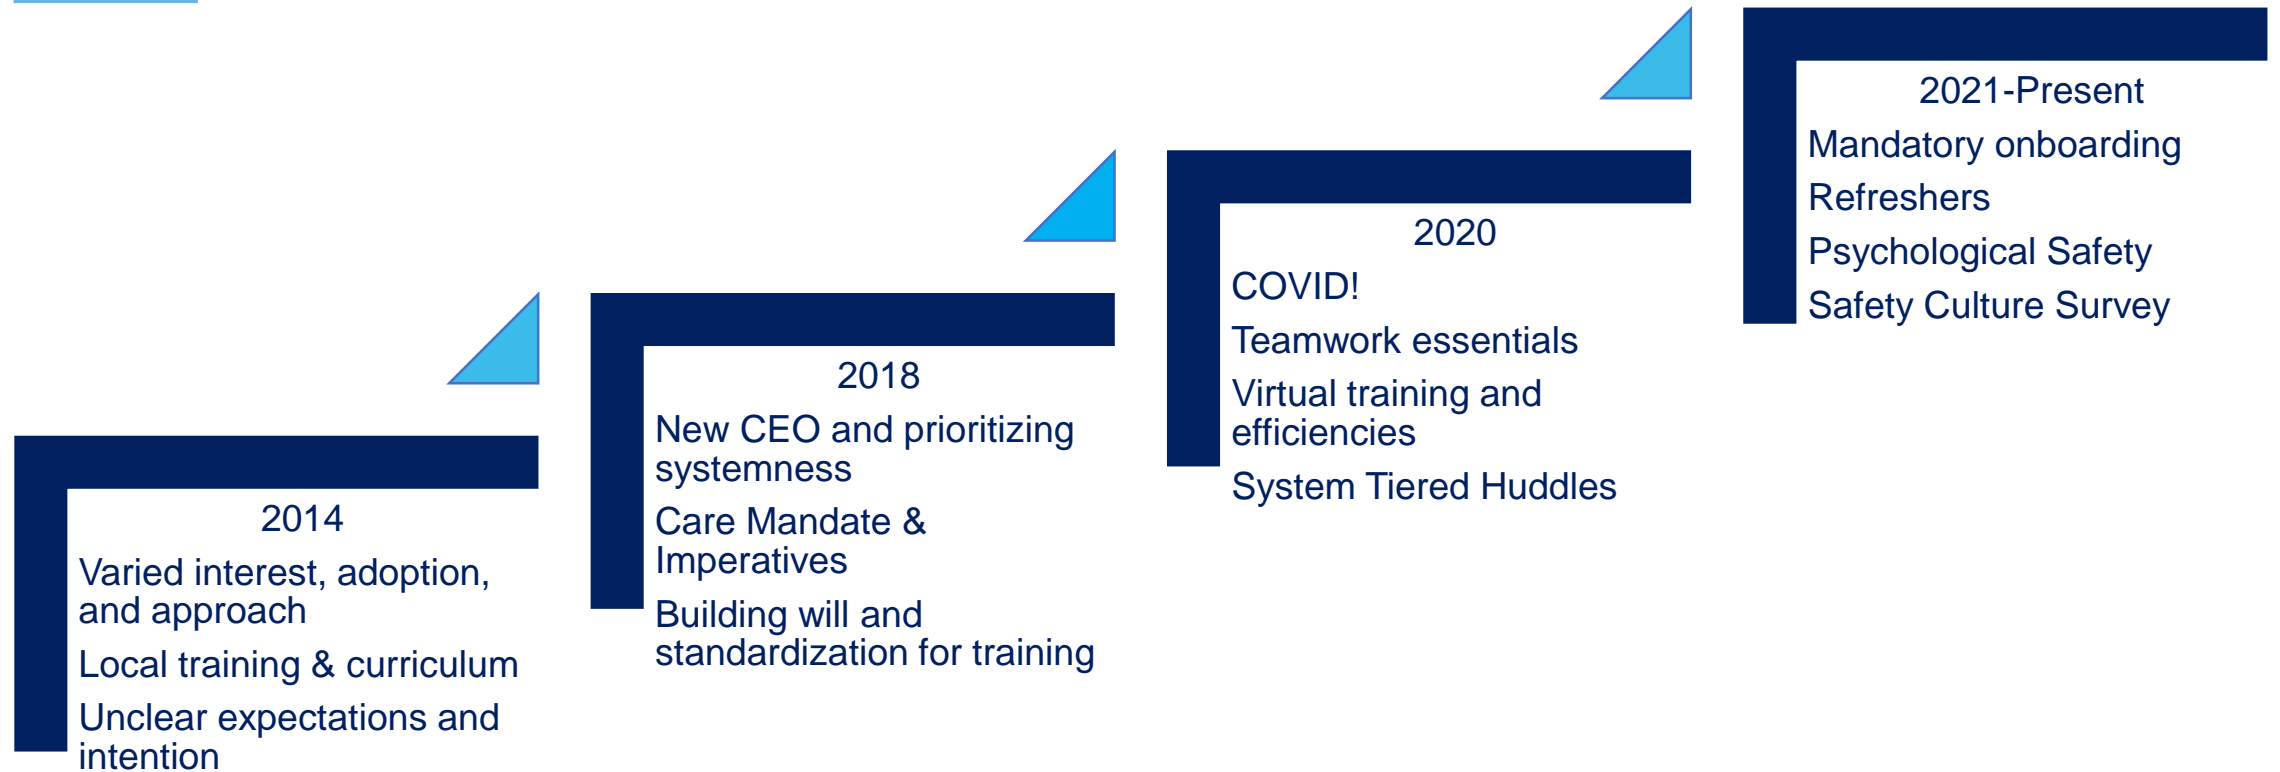 2014
Varied interest, adoption,
and approach
Local training & curriculum
Unclear expectations and
intention
2018
New CEO and prioritizing
systemness
Care Mandate &
Imperatives
Building will and
standardization for training
2020
COVID!
Teamwork essentials
Virtual training and
efficiencies
System Tiered Huddles
2021-Present
Mandatory onboarding
Refreshers
Psychological Safety
Safety Culture Survey